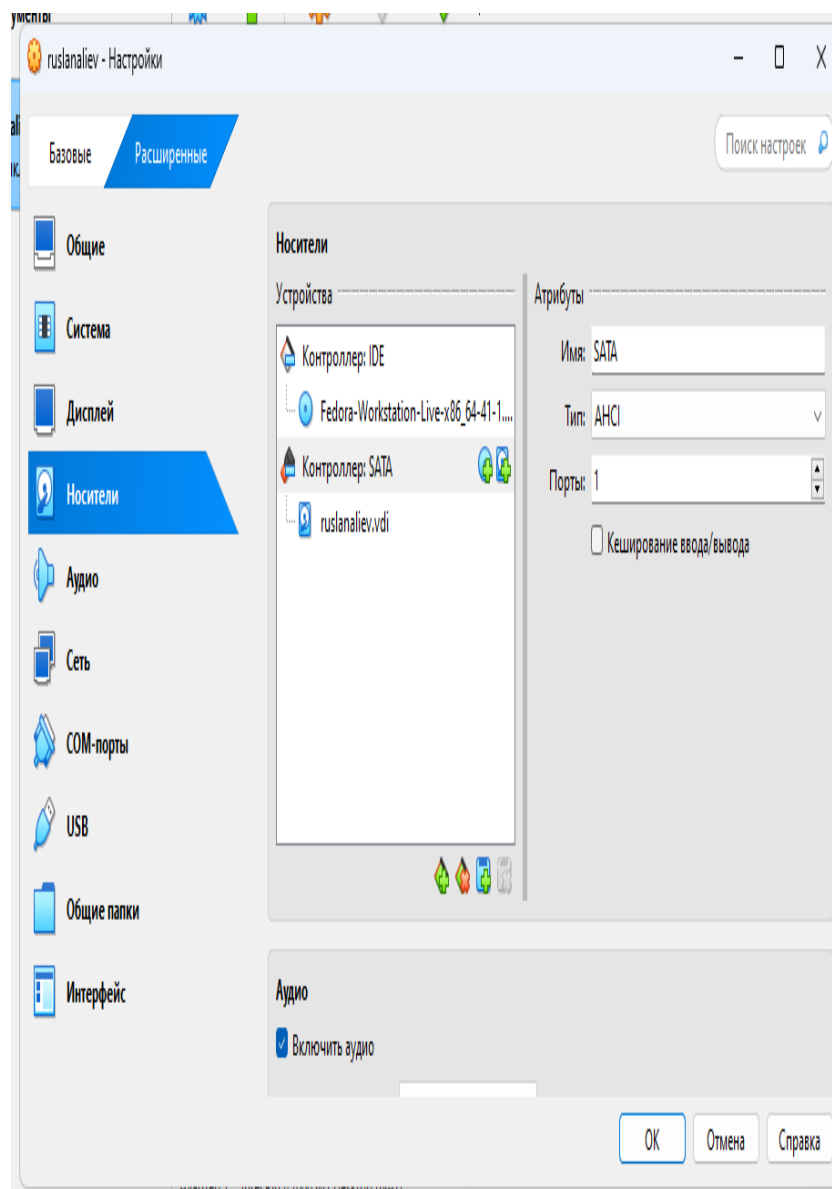 ументы
ruslanaliev - Настройки
Базовые
Расширенные
Поиск настроек
Общие
Система
Дисплей
Носители
Аудио
Сеть
COM-порты
USB
Общие папки
Интерфейс
Носители
Устройства
Контроллер: IDE
Fedora-Workstation-Live-x86_64-41-1....
Контроллер: SATA
ruslanaliev.vdi
Атрибуты
Имя: SATA
Тип: AHCI
Порты: 1
Кеширование ввода/вывода
Аудио
Включить аудио
OK
Отмена
Справка